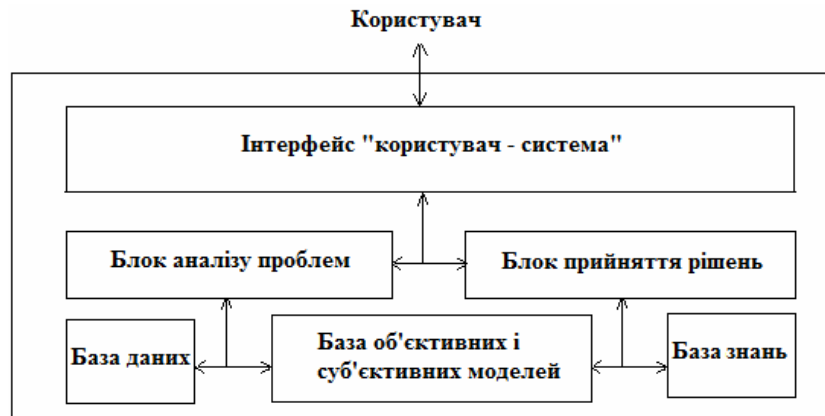 Користувач
Інтерфейс "користувач - система"
Блок аналізу проблем
Блок прийняття рішень
База даних
База об'єктивних і
суб'єктивних моделей
База знань